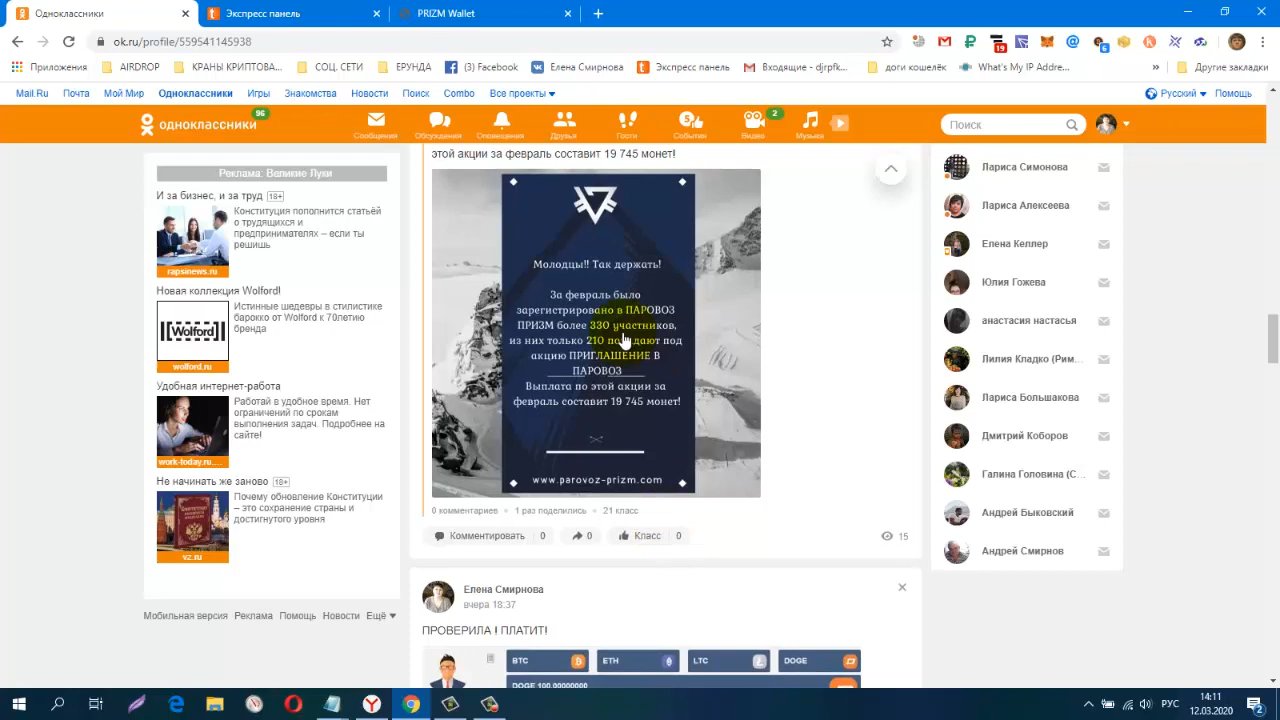 Одноклассники
Экспресс панель
PRIZM Wallet
ok.ru/profile/559541145938
19
6
Приложения
AIRDROP
КРАНЫ КРИПТОВА...
СОЦ. СЕТИ
ЕРУНДА
(3) Facebook
Елена Смирнова
Экспресс панель
Входящие - djrpfk...
доги кошелёк
What's My IP Addre...
»
Другие закладки
Mail.Ru
Почта
Мой Мир
Одноклассники
Игры
Знакомства
Новости
Поиск
Combo
Все проекты
Русский
Помощь
одноклассники
96
Сообщения
Обсуждения
Оповещения
Друзья
Гости
События
Видео
2
Музыка
Поиск
Реклама: Великие Луки
И за бизнес, и за труд 18+
Конституция пополнится статьёй
о трудящихся и
предпринимателях – если ты
решишь
rapsinews.ru
Новая коллекция Wolford!
Истинные шедевры в стилистике
барокко от Wolford к 70летию
бренда
Wolford
wolford.ru
Удобная интернет-работа
Работай в удобное время. Нет
ограничений по срокам
выполнения задач. Подробнее на
сайте!
work-today.ru....
Не начинать же заново 18+
Почему обновление Конституции
– это сохранение страны и
достигнутого уровня
vz.ru
Мобильная версия
Реклама
Помощь
Новости
Ещё
этой акции за февраль составит 19 745 монет!
Молодцы!! Так держать!
За февраль было
зарегистрировано в ПАРОВОЗ
ПРИЗМ более 330 участников,
из них только 210 попадают под
акцию ПРИГЛАШЕНИЕ В
ПАРОВОЗ
Выплата по этой акции за
февраль составит 19 745 монет!
www.parovoz-prizm.com
0 комментариев
1 раз поделились
21 класс
Комментировать
0
0
Класс
0
15
Елена Смирнова
вчера 18:37
ПРОВЕРИЛА ! ПЛАТИТ!
BTC
ETH
LTC
DOGE
DOGE 100.00000000
Лариса Симонова
Лариса Алексеева
Елена Келлер
Юлия Гожева
анастасия настасья
Лилия Кладко (Рим...
Лариса Большакова
Дмитрий Коборов
Галина Головина (С...
Андрей Быковский
Андрей Смирнов
РУС
14:11
12.03.2020
2